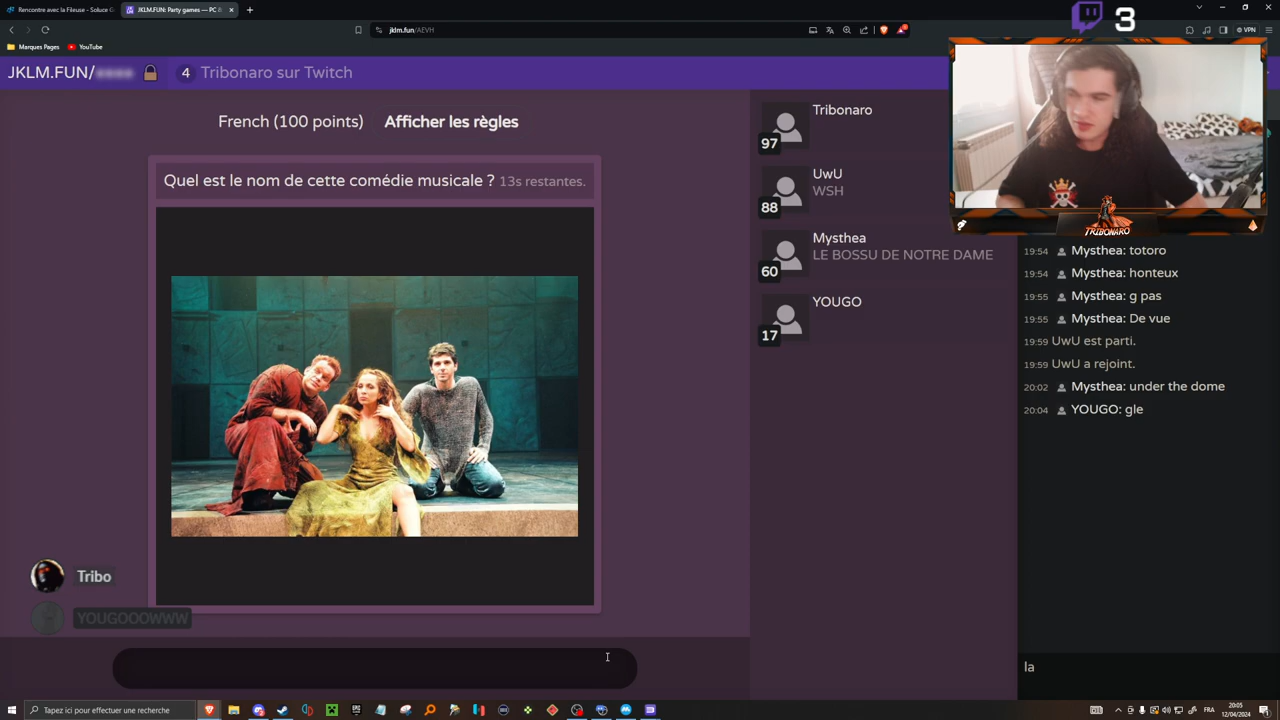 Rencontre avec la Fileuse - Soluce G
JKLM.FUN: Party games — PC &
jklm.fun/AEVH
VPN
Marques Pages
YouTube
3
JKLM.FUN/
4
Tribonaro sur Twitch
French (100 points)
Afficher les règles
Quel est le nom de cette comédie musicale ? 13s restantes.
Tribonaro
97
UwU
WSH
88
Mysthea
LE BOSSU DE NOTRE DAME
60
YOUGO
17
TRIBONARO
19:54 Mysthea: totoro
19:54 Mysthea: honteux
19:55 Mysthea: g pas
19:55 Mysthea: De vue
19:59 UwU est parti.
19:59 UwU a rejoint.
20:02 Mysthea: under the dome
20:04 YOUGO: gle
Tribo
YOUGOOOWWW
la
Tapez ici pour effectuer une recherche
FRA
20:05
12/04/2024